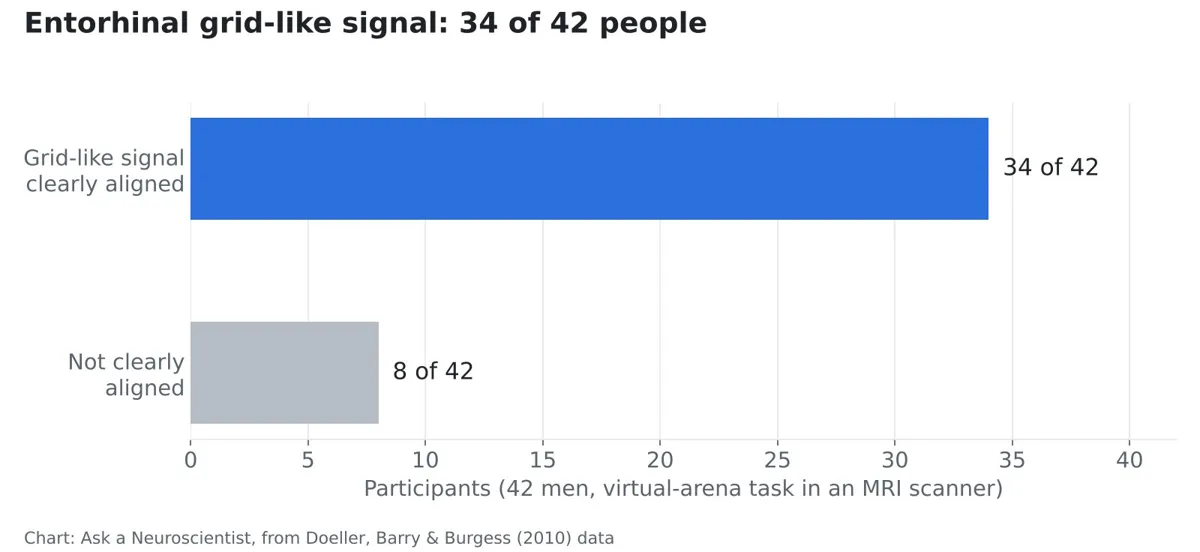 Entorhinal grid-like signal: 34 of 42 people
Grid-like signal
clearly aligned
34 of 42
Not clearly
aligned
8 of 42
0 5 10 15 20 25 30 35 40
Participants (42 men, virtual-arena task in an MRI scanner)
Chart: Ask a Neuroscientist, from Doeller, Barry & Burgess (2010) data